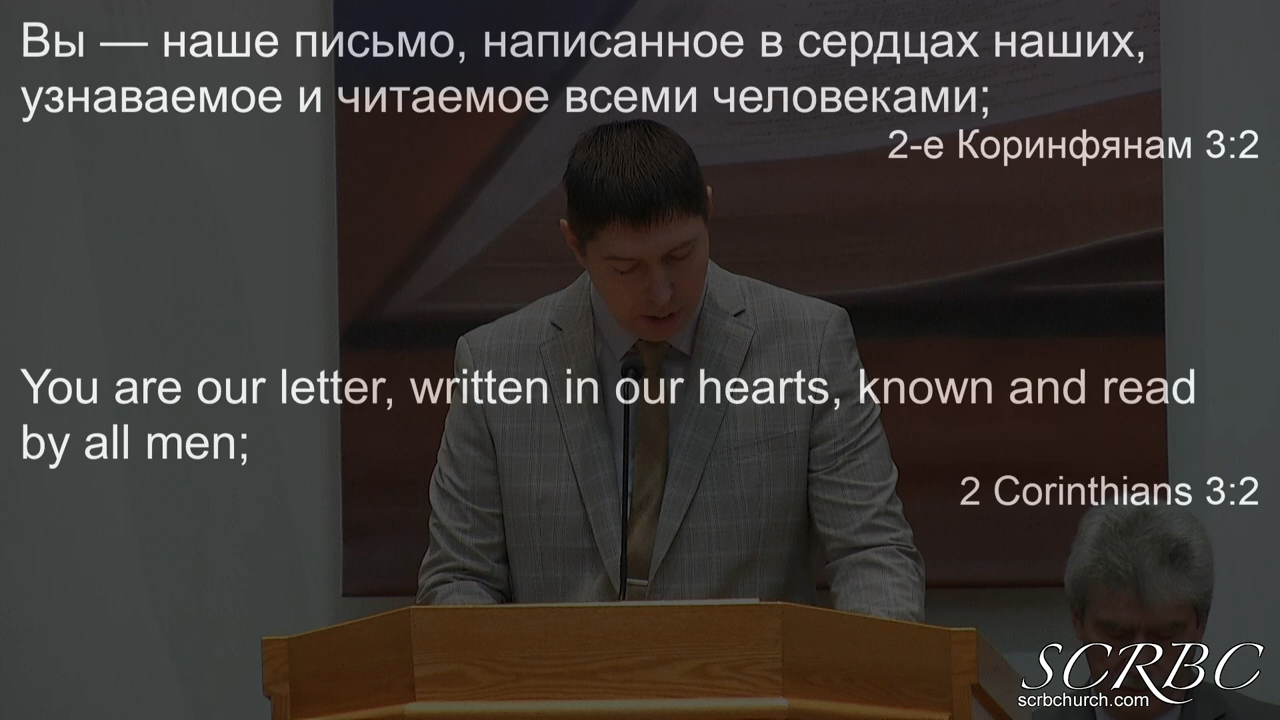 Вы — наше письмо, написанное в сердцах наших,
узнаваемое и читаемое всеми человеками;
2-е Коринфянам 3:2
You are our letter, written in our hearts, known and read
by all men;
2 Corinthians 3:2
SCRBC
scrbchurch.com